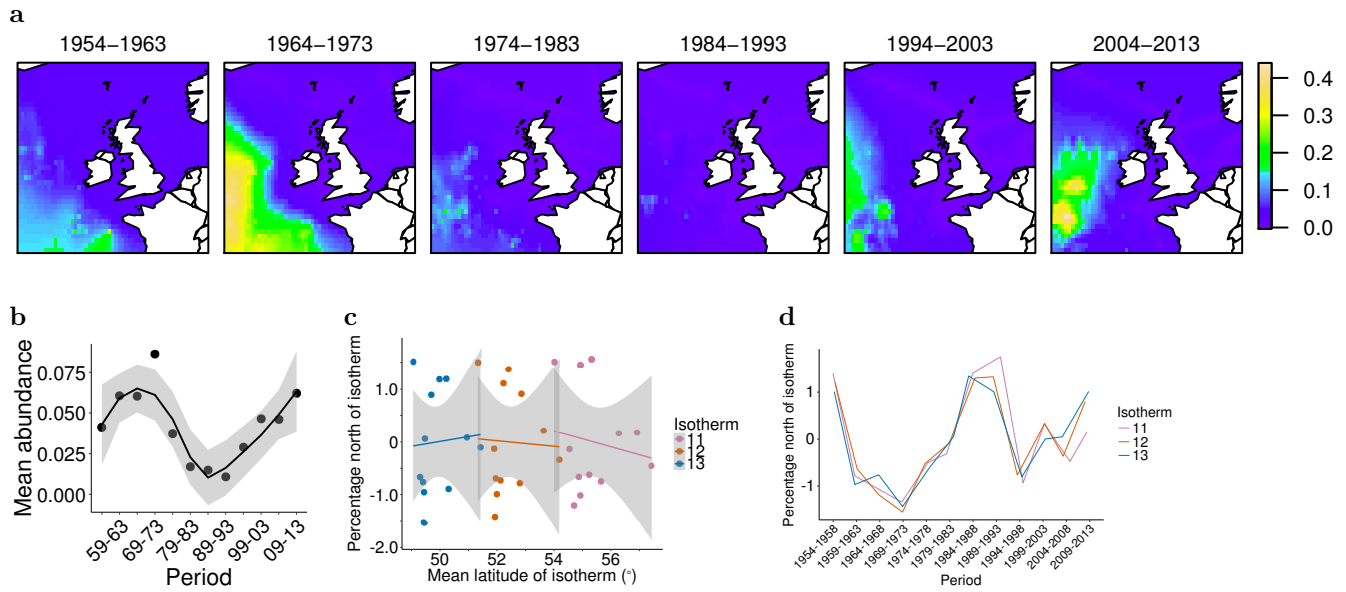 a
1954−1963 1964−1973 1974−1983 1984−1993 1994−2003 2004−2013
0.4
0.3
0.2
0.1
0.0
b
Mean abundance
0.075
0.050
0.025
0.000
59−63 69−73 79−83 89−93 99−03 09−13
Period
c
Percentage north of isotherm
1.0
0
-1.0
-2.0
50 52 54 56
Mean latitude of isotherm (°)
Isotherm
11
12
13
d
Percentage north of isotherm
1
0
-1
1954-1958 1959-1963 1964-1968 1969-1973 1974-1978 1979-1983 1984-1988 1989-1993 1994-1998 1999-2003 2004-2008 2009-2013
Period
Isotherm
11
12
13